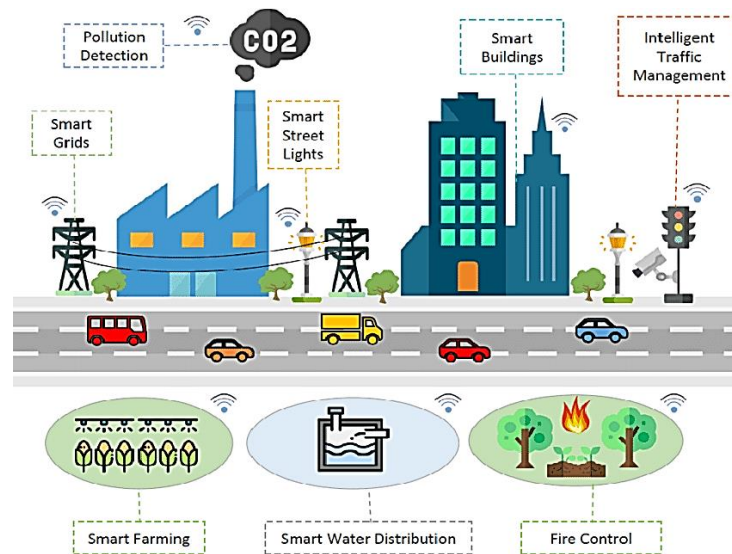 Pollution
Detection
CO2
Smart
Buildings
Intelligent
Traffic
Management
Smart
Grids
Smart
Street
Lights
Smart Farming
Smart Water Distribution
Fire Control